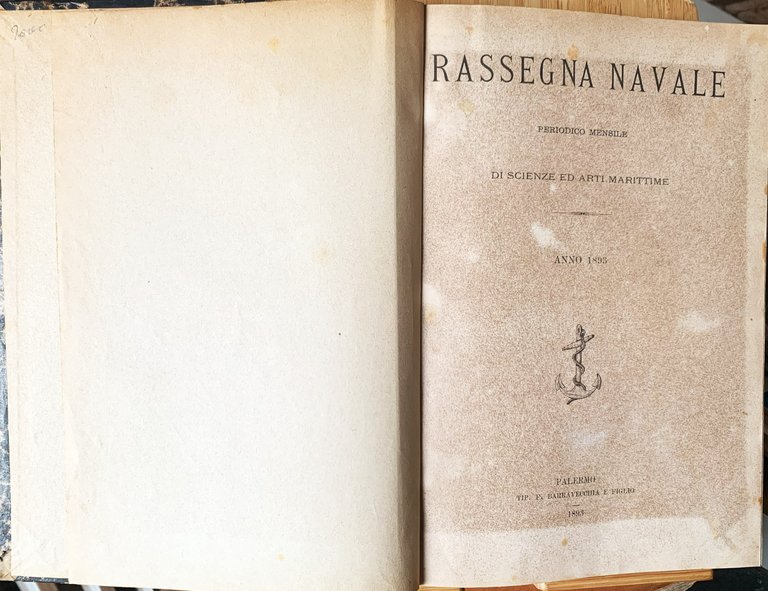 RASSEGNA NAVALE
PERIODICO MENSILE
DI SCIENZE ED ARTI MARITTIME
ANNO 1893
PALERMO
TIP. F. BARRAVECCHIA E FIGLIO
1893